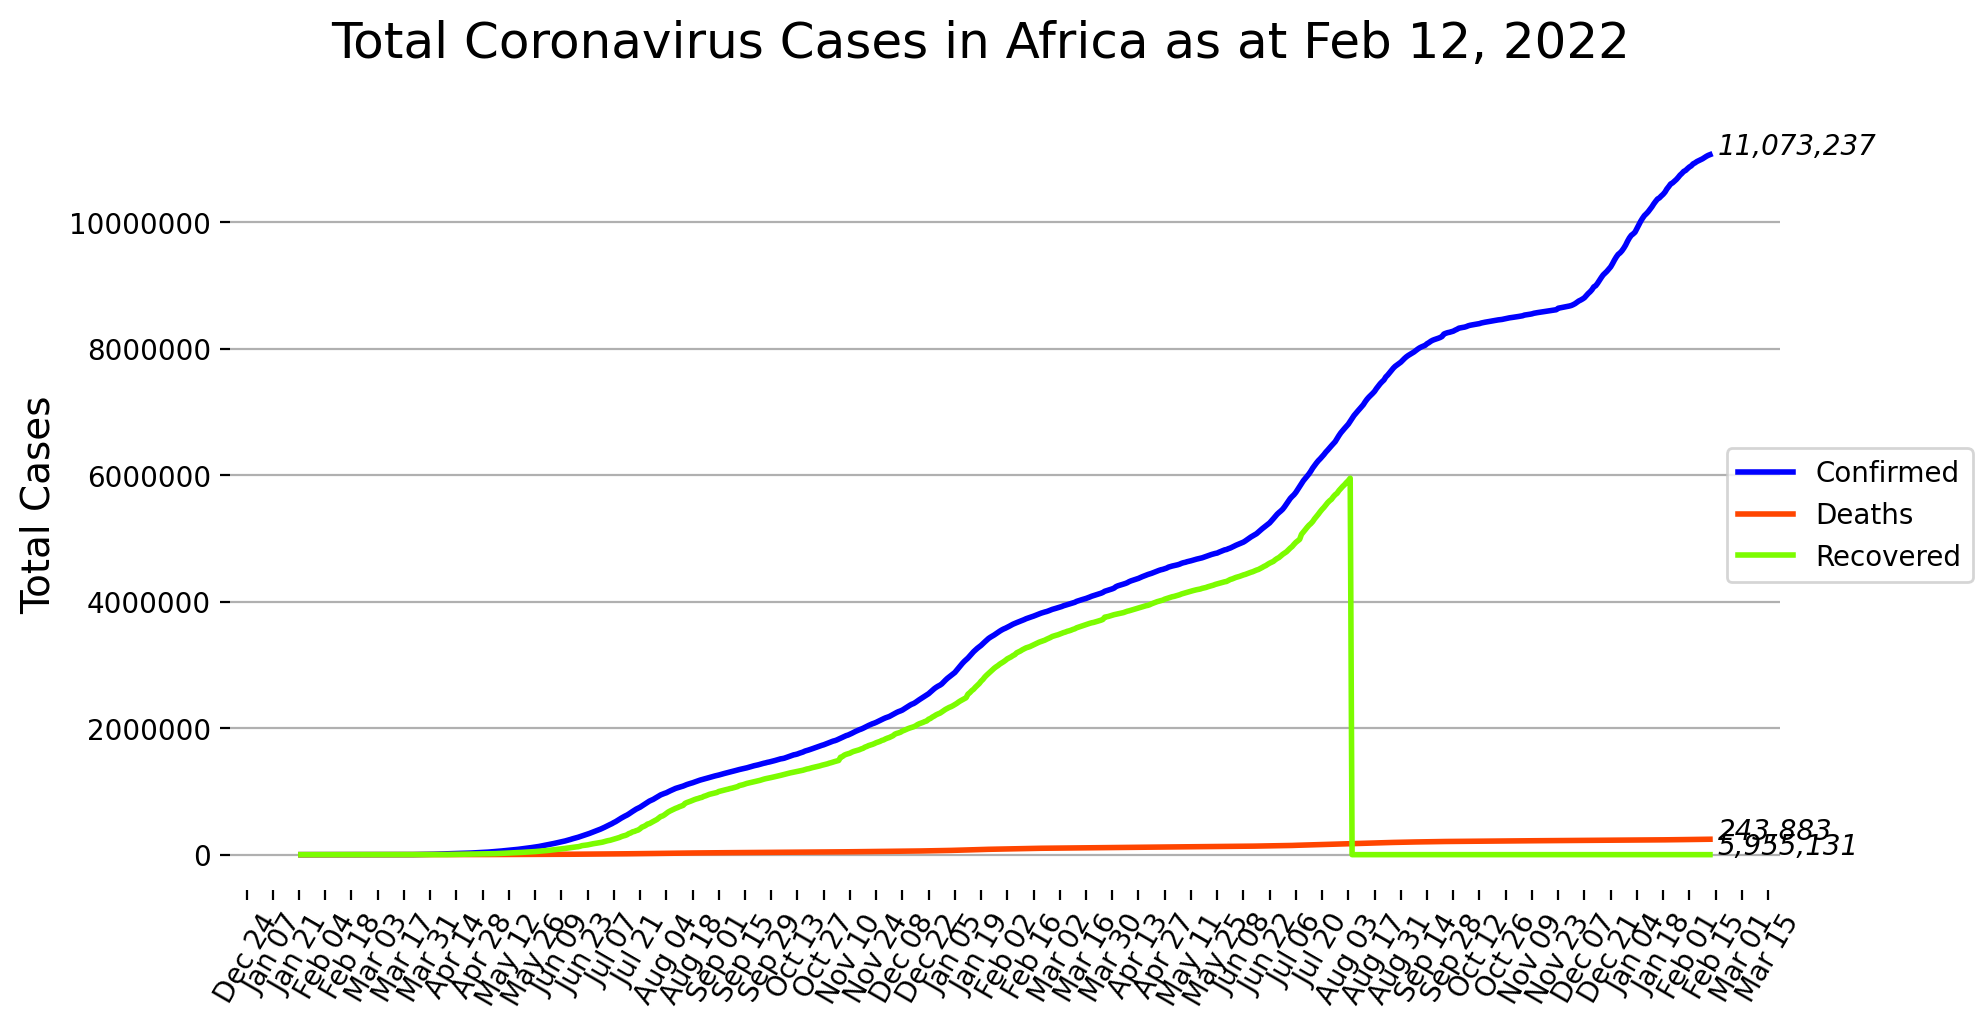 Total Coronavirus Cases in Africa as at Feb 12, 2022
11,073,237
10000000
8000000
6000000
4000000
2000000
0
Total Cases
Confirmed
Deaths
Recovered
243,883
5,955,131
Dec 24
Jan 07
Jan 21
Feb 04
Feb 18
Mar 03
Mar 17
Mar 31
Apr 14
Apr 28
May 12
May 26
Jun 09
Jun 23
Jul 07
Jul 21
Aug 04
Aug 18
Sep 01
Sep 15
Sep 29
Oct 13
Oct 27
Nov 10
Nov 24
Dec 08
Dec 22
Jan 05
Jan 19
Feb 02
Feb 16
Mar 02
Mar 16
Mar 30
Apr 13
Apr 27
May 11
May 25
Jun 08
Jun 22
Jul 06
Jul 20
Aug 03
Aug 17
Aug 31
Sep 14
Sep 28
Oct 12
Oct 26
Nov 09
Nov 23
Dec 07
Dec 21
Jan 04
Jan 18
Feb 01
Feb 15
Mar 01
Mar 15